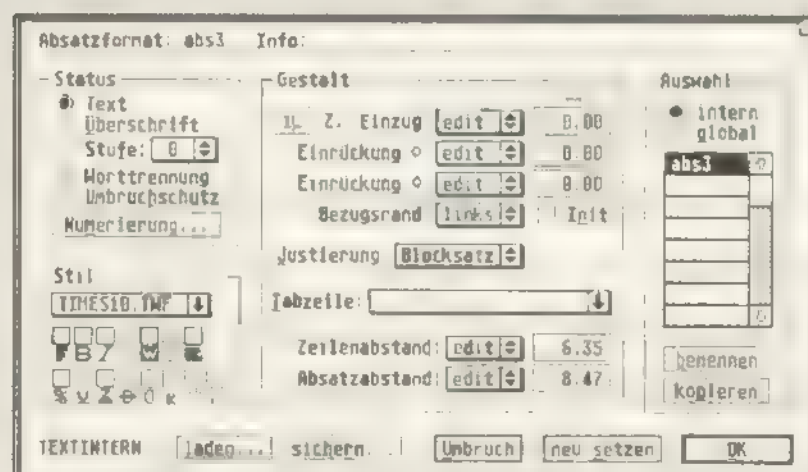 Absatzformat: abs3 Info:
Status
Text
Überschrift
Stufe: 0
Worttrennung
Umbruchschutz
Numerierung...
Stil
TIMES10.TWF
F B
Gestalt
1. Z. Einzug edit 0.00
Einrückung edit 0.00
Einrückung edit 0.00
Bezugsrand links Init
Justierung Blocksatz
Tabzeile:
Zeilenabstand: edit 6.35
Absatzabstand: edit 8.47
Auswahl
intern
global
abs3
benennen
kopieren
TEXTINTERN laden... sichern... Umbruch neu setzen OK